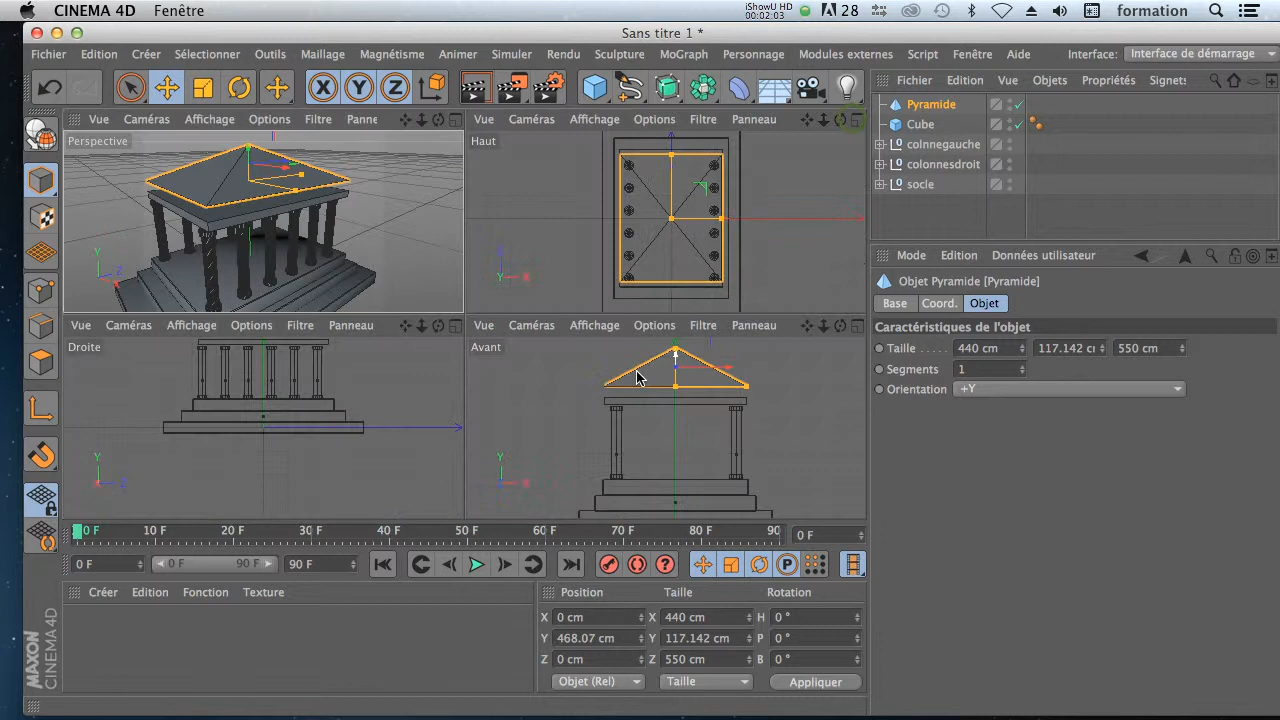 CINEMA 4D Fenêtre iShowU HD 00:02:03 28 formation
Sans titre 1 *
Fichier Edition Créer Sélectionner Outils Maillage Magnétisme Animer Simuler Rendu Sculpture MoGraph Personnage Modules externes Script Fenêtre Aide Interface: Interface de démarrage
X Y Z
Fichier Edition Vue Objets Propriétés Signets
Pyramide
Cube
colnnegauche
colonnesdroit
socle
Vue Caméras Affichage Options Filtre Panne
Perspective
Y Z
Vue Caméras Affichage Options Filtre Panneau
Haut
Z Y X
Vue Caméras Affichage Options Filtre Panneau
Droite
Y X Z
Vue Caméras Affichage Options Filtre Panneau
Avant
Y Z X
Mode Edition Données utilisateur
Objet Pyramide [Pyramide]
Base Coord. Objet
Caractéristiques de l'objet
Taille . . . . . 440 cm 117.142 c 550 cm
Segments 1
Orientation . . +Y
0 F 10 F 20 F 30 F 40 F 50 F 60 F 70 F 80 F 90 0 F
0 F 0 F 90 F 90 F
P
Créer Edition Fonction Texture
Position Taille Rotation
X 0 cm X 440 cm H 0 °
Y 468.07 cm Y 117.142 cm P 0 °
Z 0 cm Z 550 cm B 0 °
Objet (Rel) Taille Appliquer
MAXON
CINEMA 4D